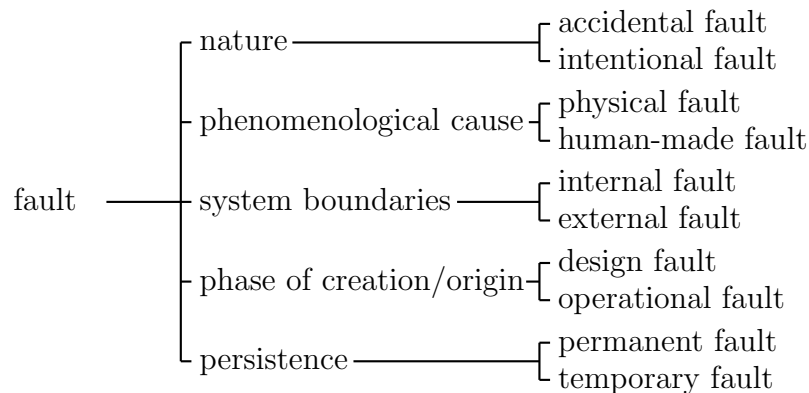 accidental fault
nature
intentional fault
physical fault
phenomenological cause
human-made fault
internal fault
fault
system boundaries
external fault
design fault
phase of creation/origin
operational fault
permanent fault
persistence
temporary fault